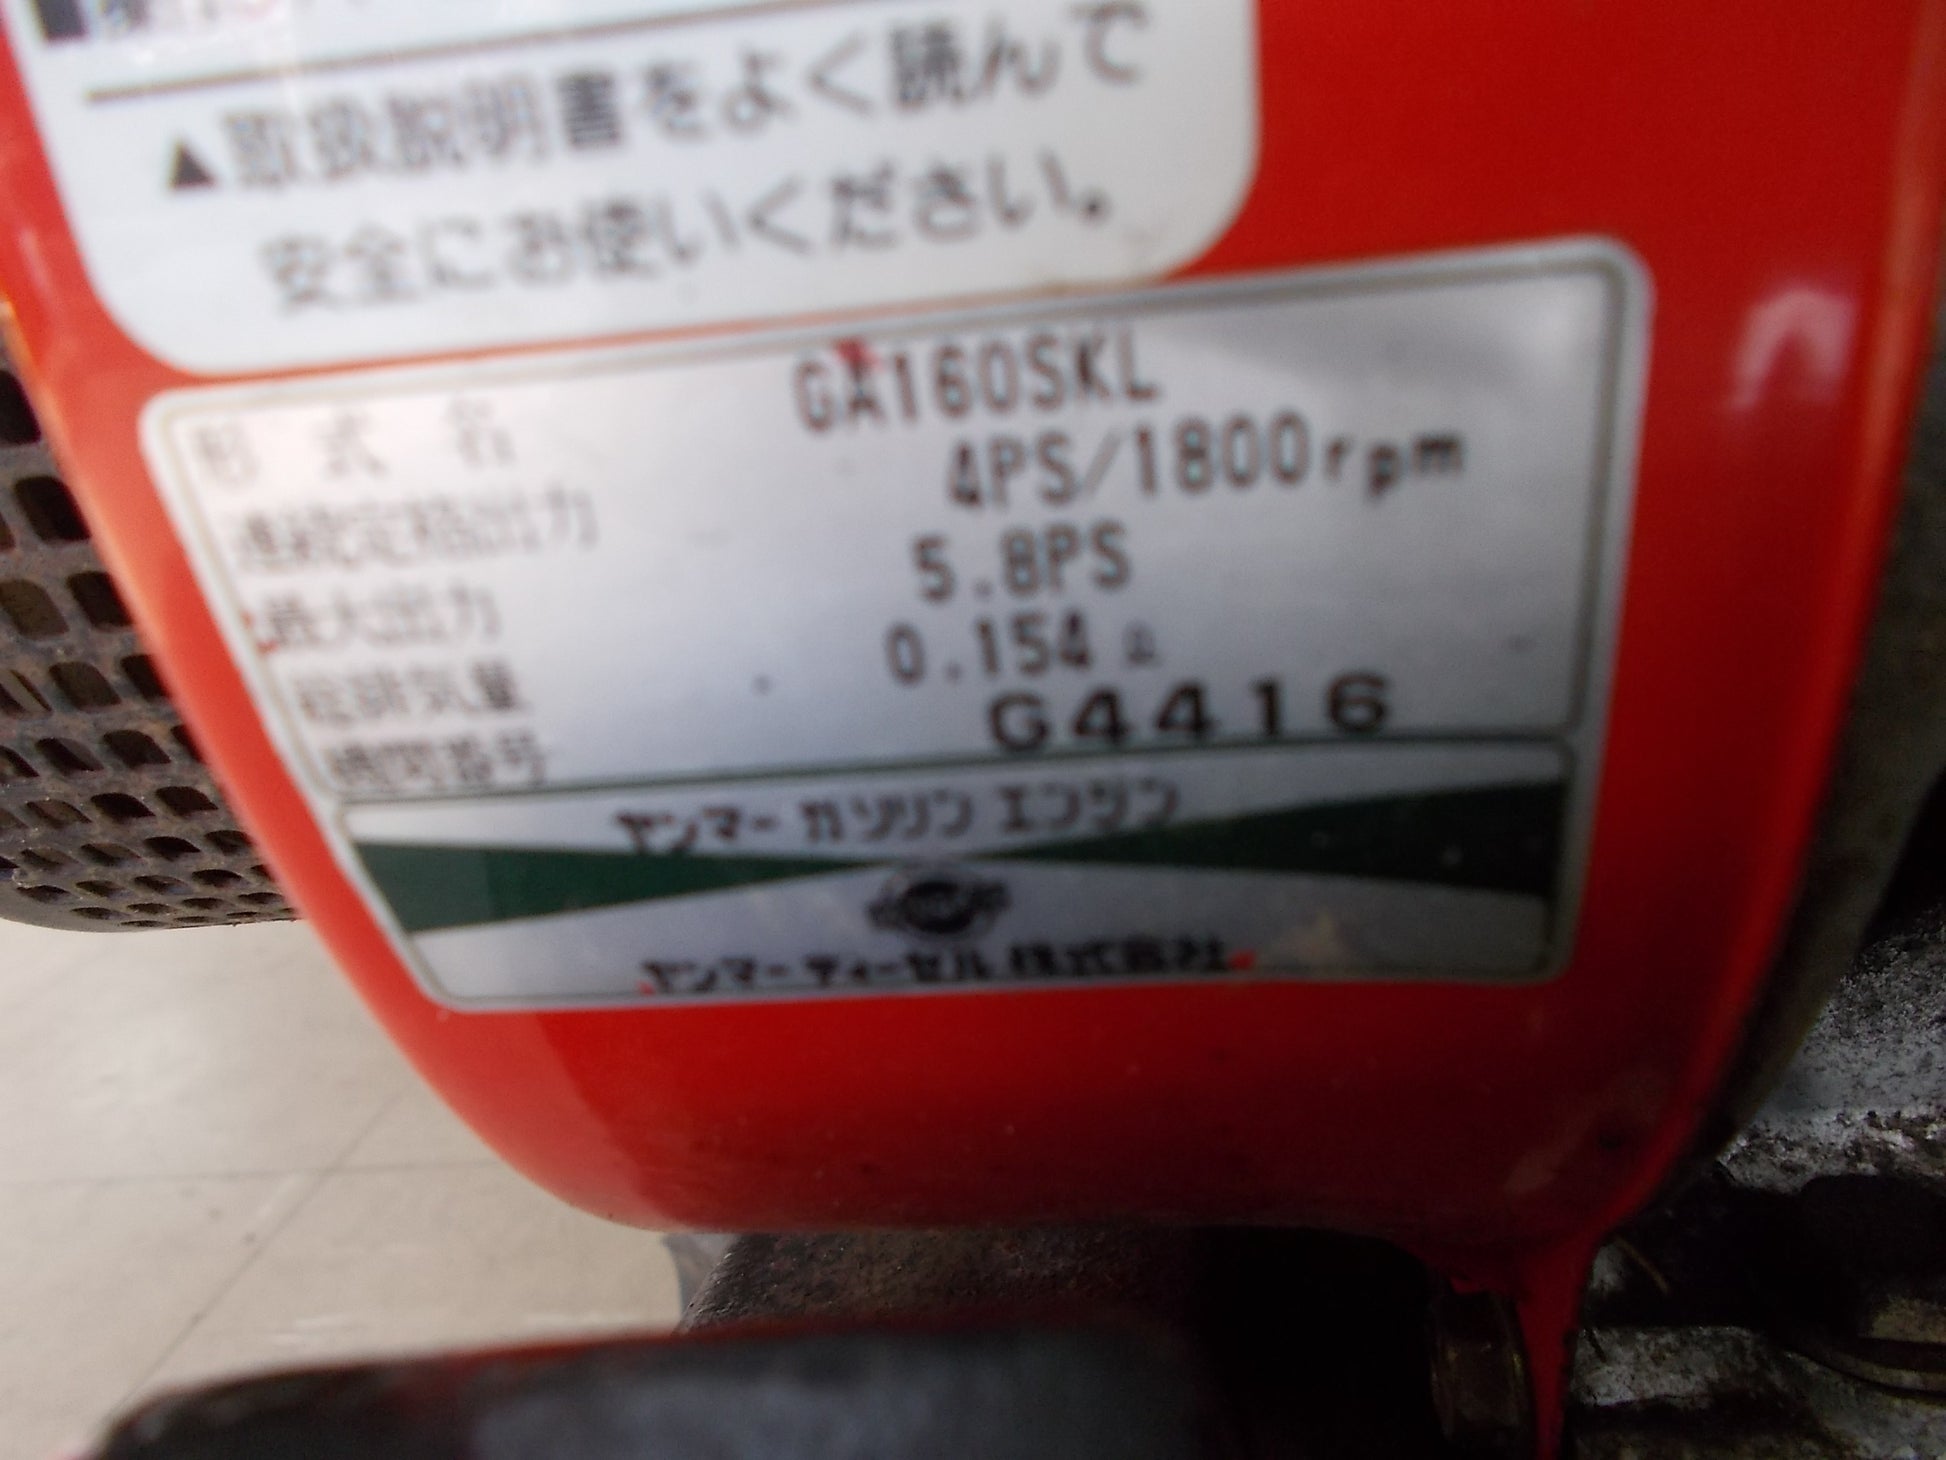 ▲取扱説明書をよく読んで
安全にお使いください。
形式名 GA160SKL
連続定格出力 4PS/1800rpm
最大出力 5.8PS
総排気量 0.154ℓ
機関番号 G4416
ヤンマーガソリンエンジン
ヤンマーディーゼル株式会社